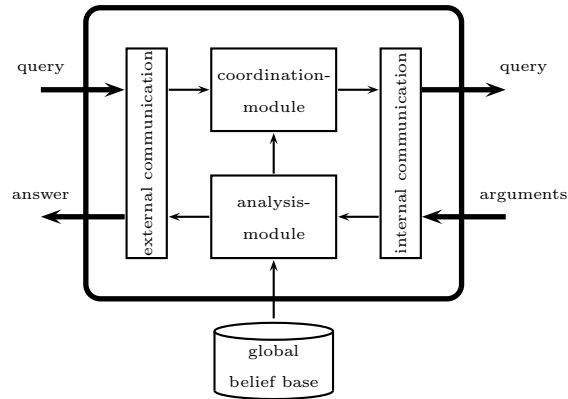 query
external communication
coordination-
module
internal communication
query
answer
analysis-
module
arguments
global
belief base